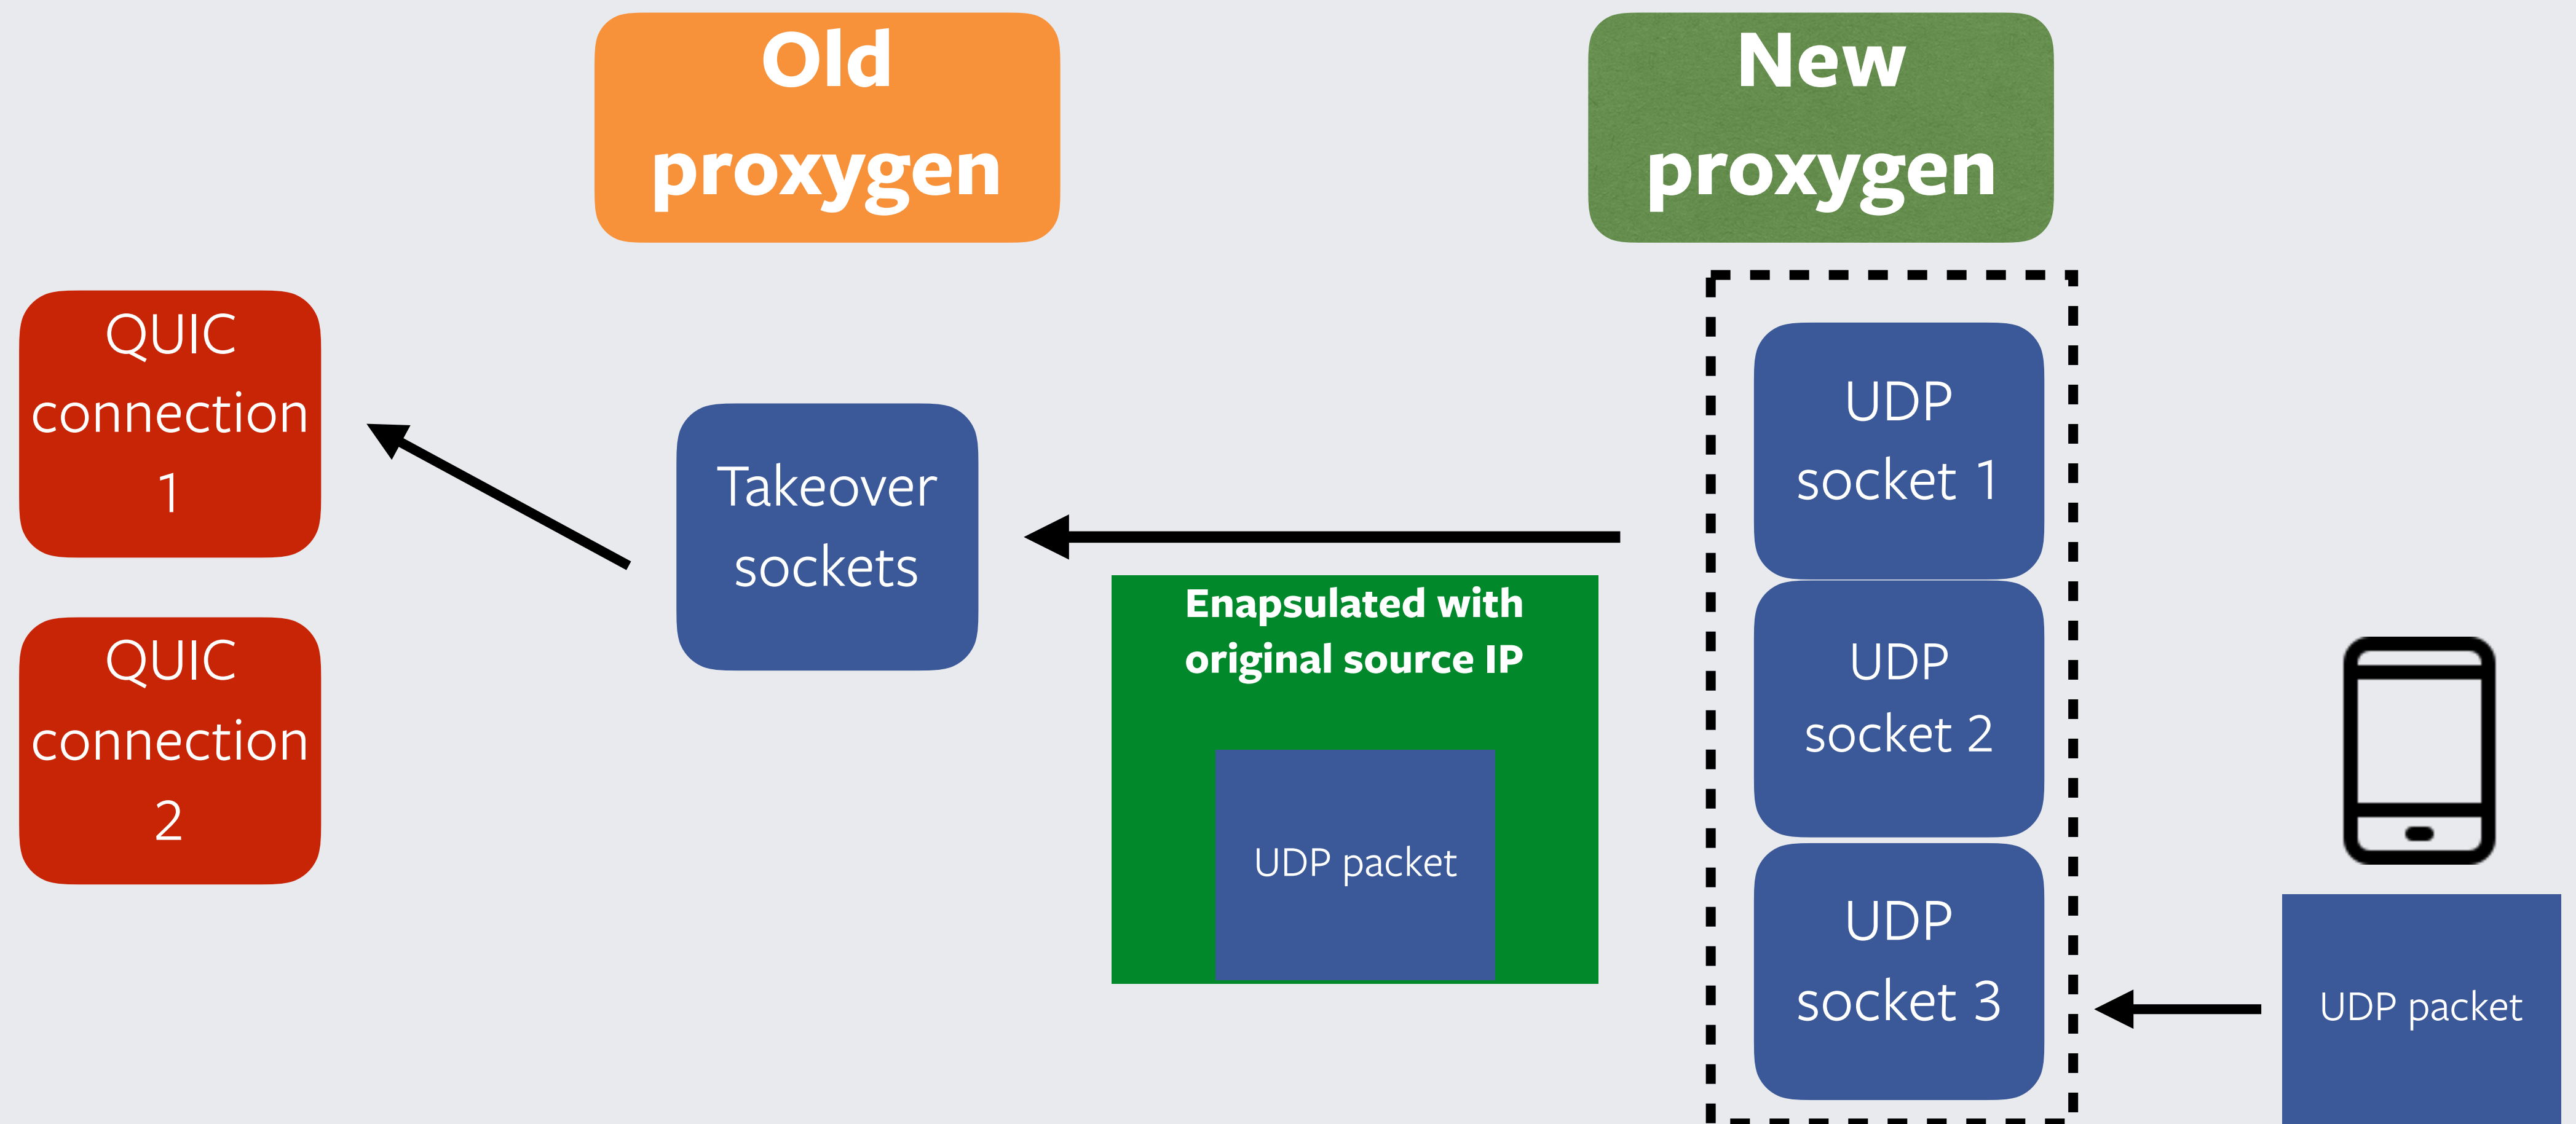 Old
proxygen
New
proxygen
QUIC
connection
1
QUIC
connection
2
Takeover
sockets
Enapsulated with
original source IP
UDP packet
UDP
socket 1
UDP
socket 2
UDP
socket 3
UDP packet